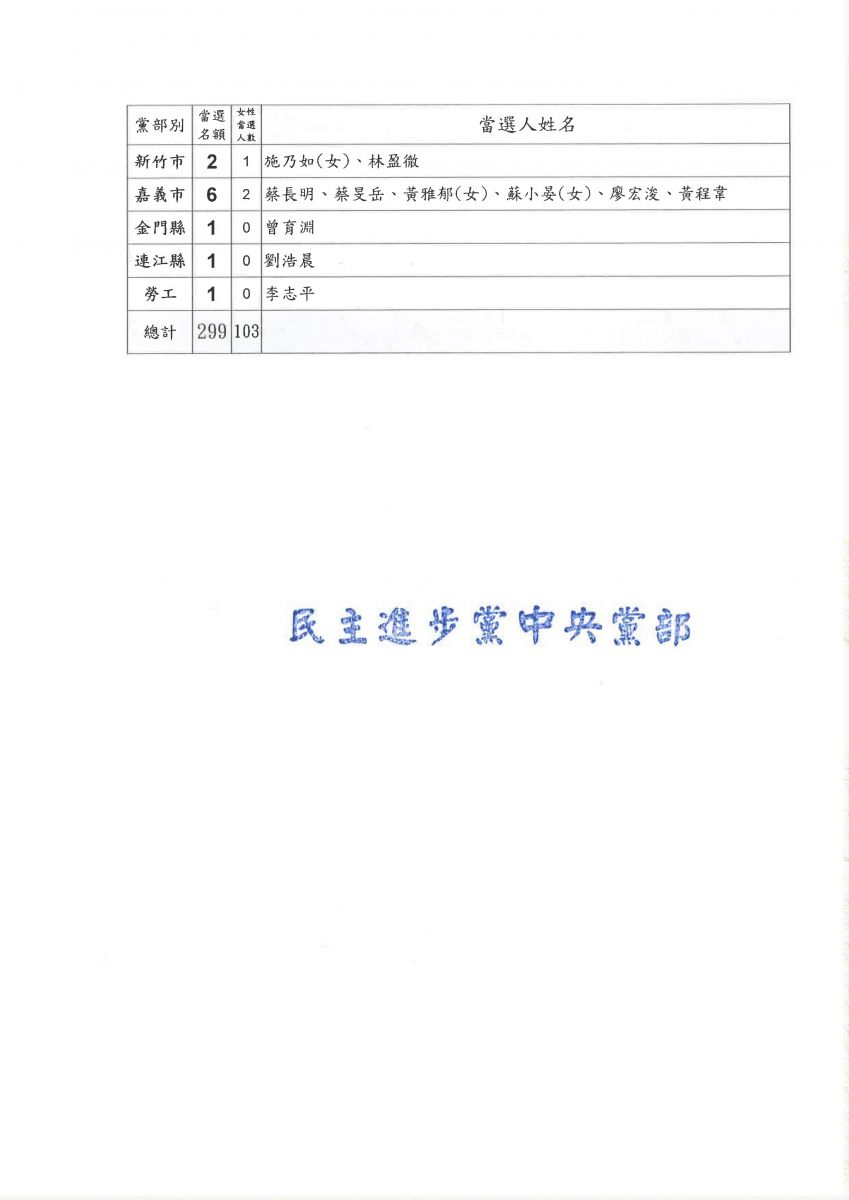 黨部別 當選名額 女性當選人數 當選人姓名
新竹市 2 1 施乃如(女)、林盈徹
嘉義市 6 2 蔡長明、蔡旻岳、黃雅郁(女)、蘇小晏(女)、廖宏浚、黃程韋
金門縣 1 0 曾育淵
連江縣 1 0 劉浩晨
勞工 1 0 李志平
總計 299 103
民主進步黨中央黨部